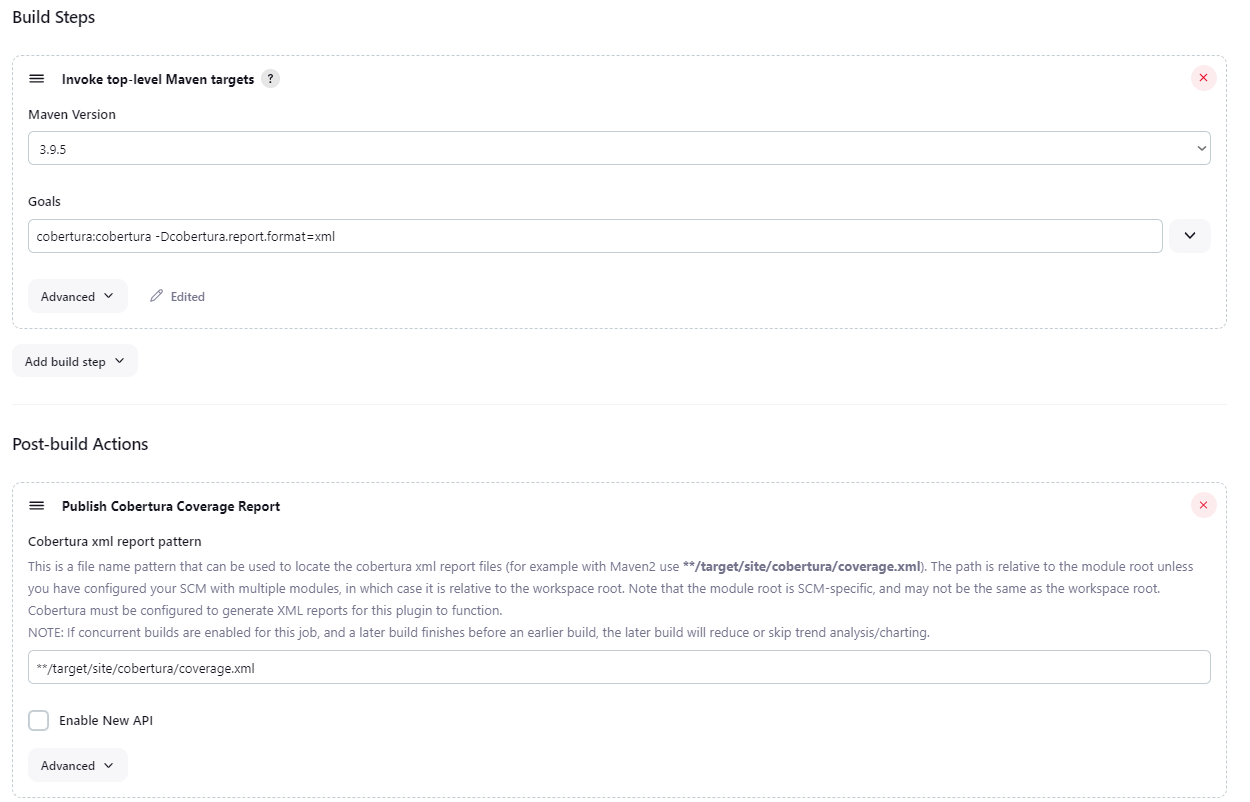 Build Steps
Invoke top-level Maven targets ?
Maven Version
3.9.5
Goals
cobertura:cobertura -Dcobertura.report.format=xml
Advanced Edited
Add build step
Post-build Actions
Publish Cobertura Coverage Report
Cobertura xml report pattern
This is a file name pattern that can be used to locate the cobertura xml report files (for example with Maven2 use **/target/site/cobertura/coverage.xml). The path is relative to the module root unless
you have configured your SCM with multiple modules, in which case it is relative to the workspace root. Note that the module root is SCM-specific, and may not be the same as the workspace root.
Cobertura must be configured to generate XML reports for this plugin to function.
NOTE: If concurrent builds are enabled for this job, and a later build finishes before an earlier build, the later build will reduce or skip trend analysis/charting.
**/target/site/cobertura/coverage.xml
Enable New API
Advanced